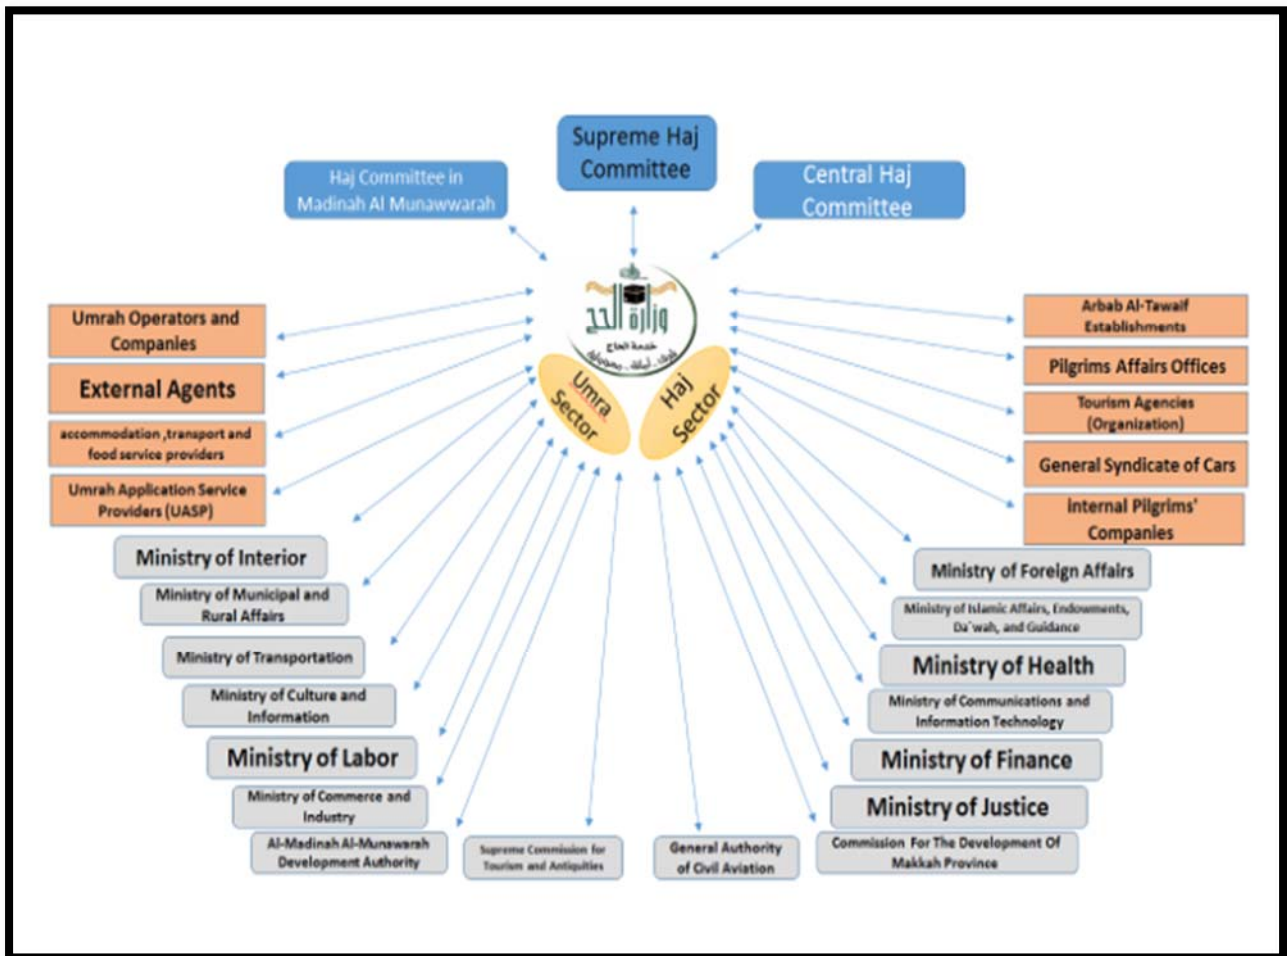 Supreme Haj
Committee
Haj Committee in
Madinah Al Munawwarah
Central Haj
Committee
وزارة الحج
خدمة الحاج
شرف .. أمانة .. ومسؤولية
Umra
Sector
Haj
Sector
Umrah Operators and
Companies
External Agents
accommodation ,transport and
food service providers
Umrah Application Service
Providers (UASP)
Arbab Al-Tawaif
Establishments
Pilgrims Affairs Offices
Tourism Agencies
(Organization)
General Syndicate of Cars
Internal Pilgrims'
Companies
Ministry of Interior
Ministry of Municipal and
Rural Affairs
Ministry of Transportation
Ministry of Culture and
Information
Ministry of Labor
Ministry of Commerce and
Industry
Al-Madinah Al-Munawarah
Development Authority
Supreme Commission for
Tourism and Antiquities
General Authority
of Civil Aviation
Ministry of Foreign Affairs
Ministry of Islamic Affairs, Endowments,
Da`wah, and Guidance
Ministry of Health
Ministry of Communications and
Information Technology
Ministry of Finance
Ministry of Justice
Commission For The Development Of
Makkah Province